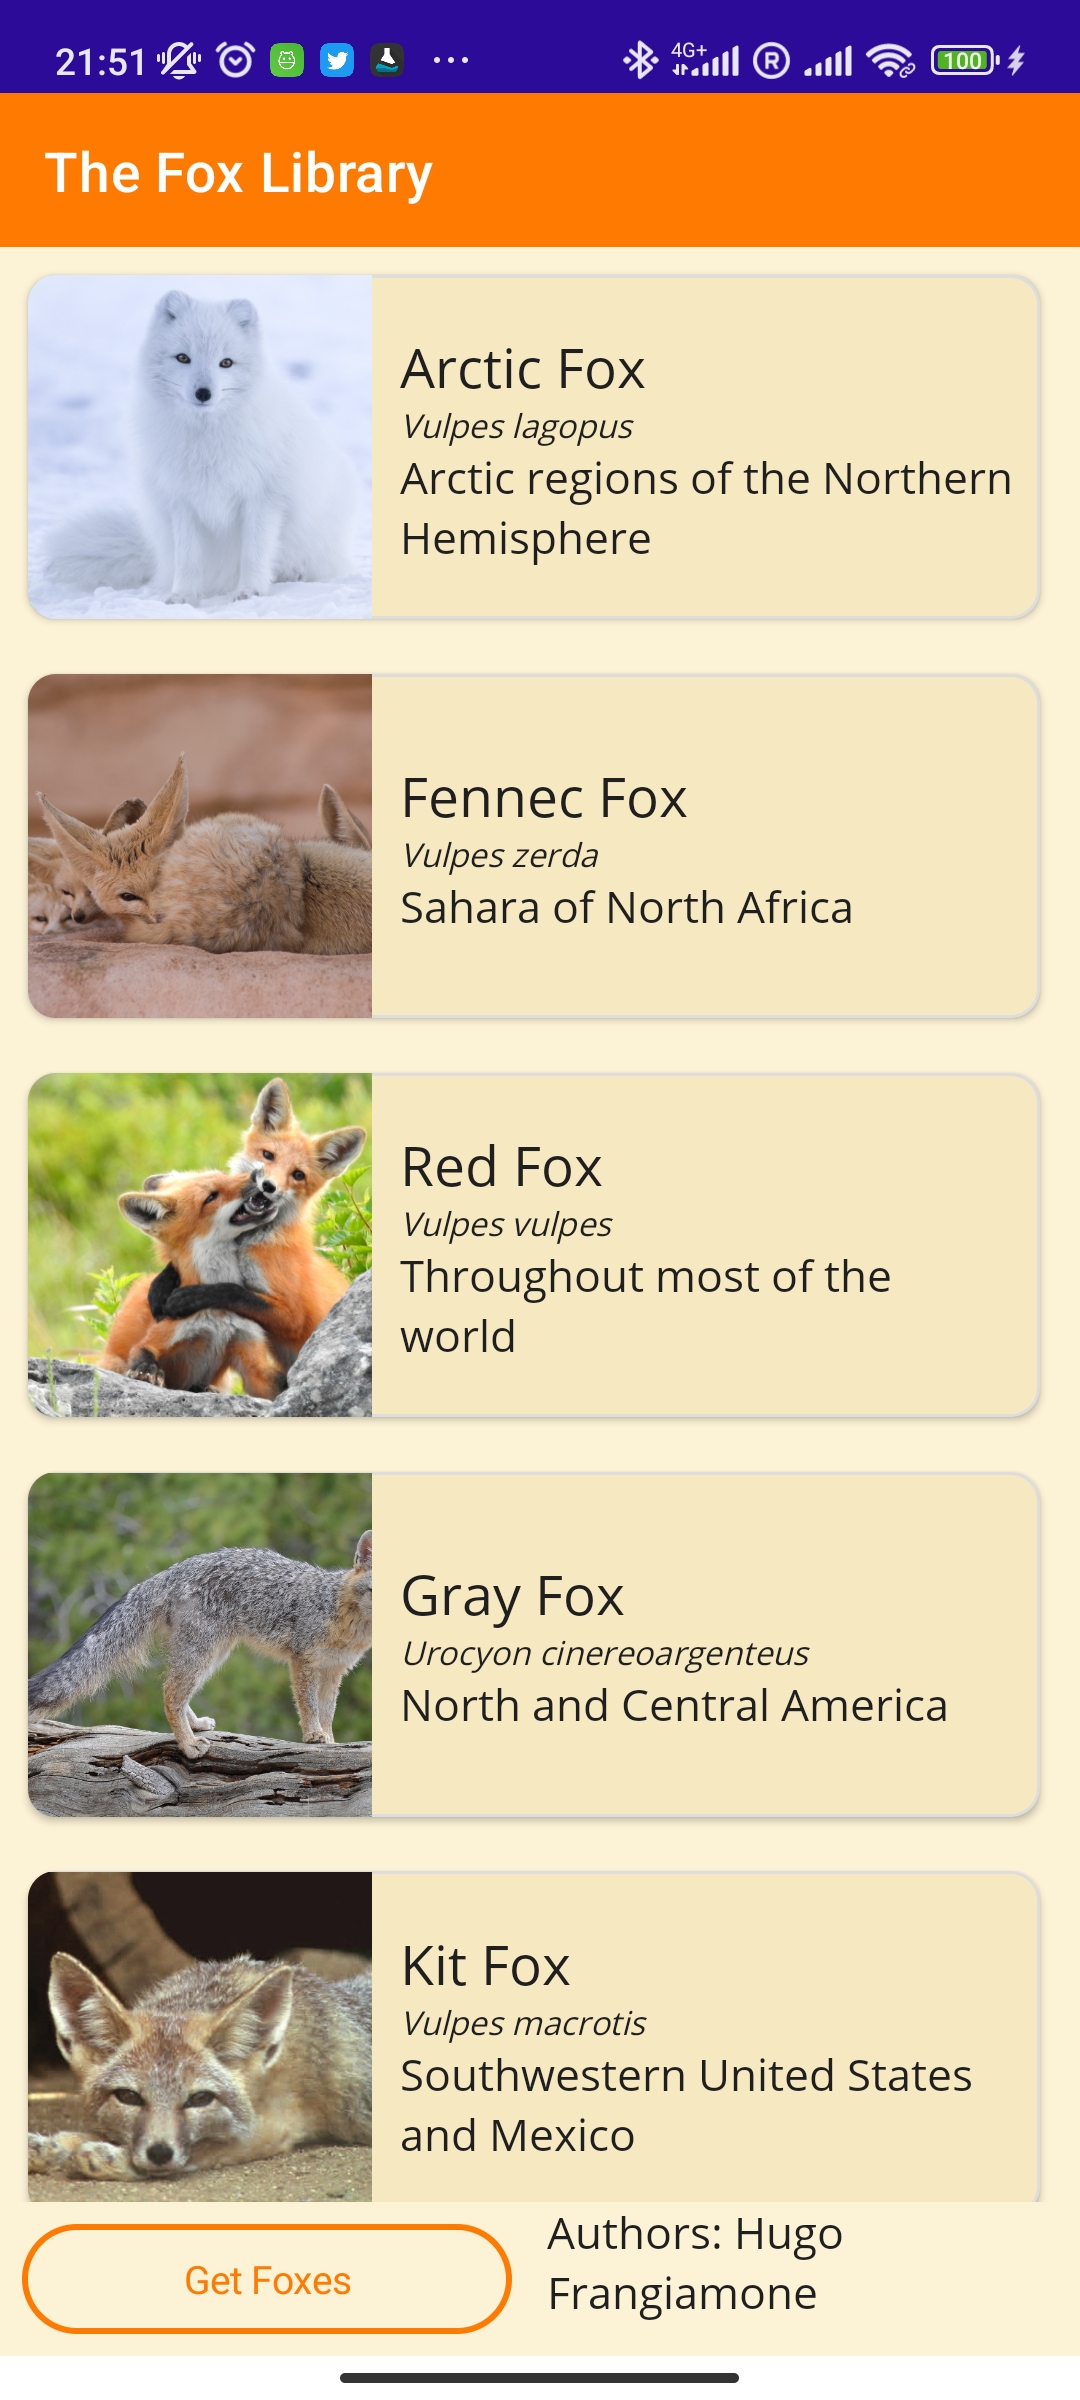 21:51
4G+
R
100
The Fox Library
Arctic Fox
Vulpes lagopus
Arctic regions of the Northern
Hemisphere
Fennec Fox
Vulpes zerda
Sahara of North Africa
Red Fox
Vulpes vulpes
Throughout most of the
world
Gray Fox
Urocyon cinereoargenteus
North and Central America
Kit Fox
Vulpes macrotis
Southwestern United States
and Mexico
Get Foxes
Authors: Hugo
Frangiamone